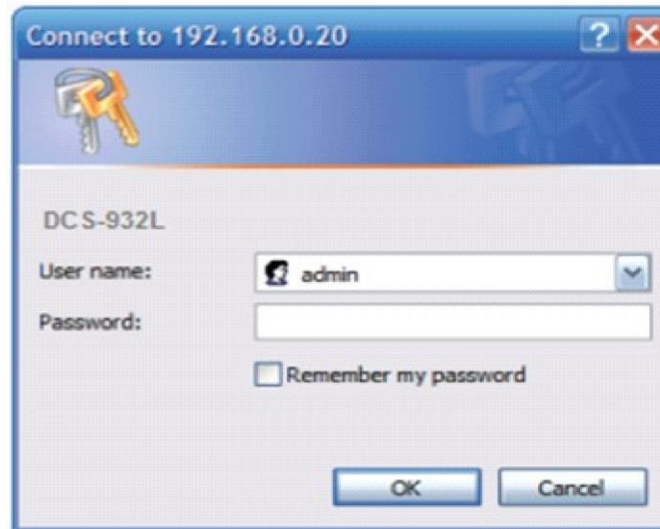 Connect to 192.168.0.20
?
DCS-932L
User name: admin
Password:
Remember my password
OK Cancel